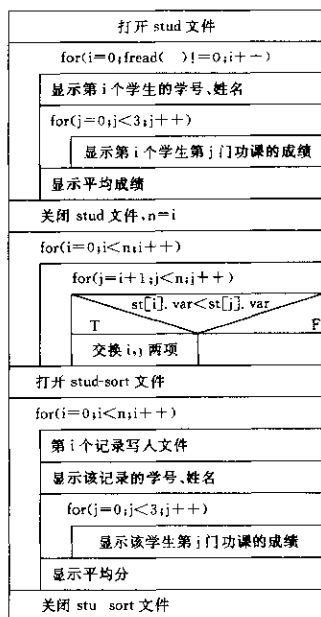 打开 stud 文件
for(i=0;fread( )!=0;i+-)
显示第 i 个学生的学号、姓名
for(j=0;j<3;j++)
显示第 i 个学生第 j 门功课的成绩
显示平均成绩
关闭 stud 文件,n=i
for(i=0;i<n;i++)
for(j=i+1;j<n;j++)
st[i].var<st[j].var
T F
交换 i,j 两项
打开 stud-sort 文件
for(i=0;i<n;i++)
第 i 个记录写人文件
显示该记录的学号、姓名
for(j=0;j<3;j++)
显示该学生第 j 门功课的成绩
显示平均分
关闭 stu sort 文件